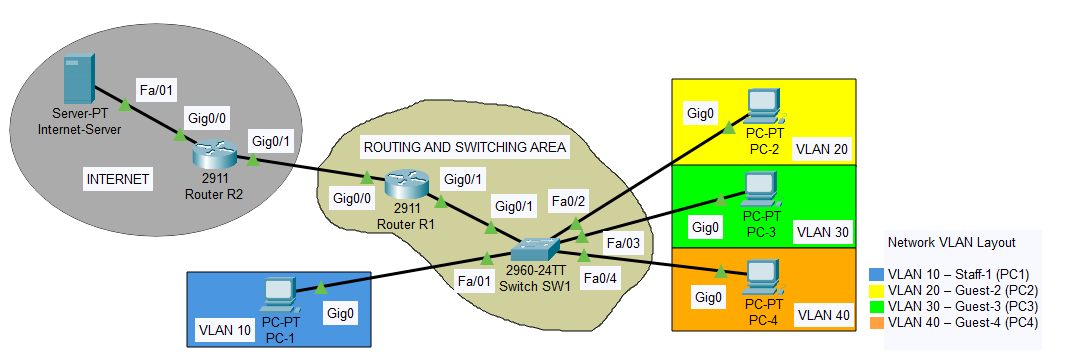 Server-PT
Internet-Server
Fa/01
Gig0/0
Gig0/1
2911
Router R2
INTERNET
ROUTING AND SWITCHING AREA
Gig0/0
Gig0/1
2911
Router R1
Gig0/1
Fa0/2
Fa/03
Fa/01
Fa0/4
2960-24TT
Switch SW1
VLAN 10
PC-PT
PC-1
Gig0
Gig0
PC-PT
PC-2
VLAN 20
Gig0
PC-PT
PC-3
VLAN 30
Gig0
PC-PT
PC-4
VLAN 40
Network VLAN Layout
VLAN 10 – Staff-1 (PC1)
VLAN 20 – Guest-2 (PC2)
VLAN 30 – Guest-3 (PC3)
VLAN 40 – Guest-4 (PC4)